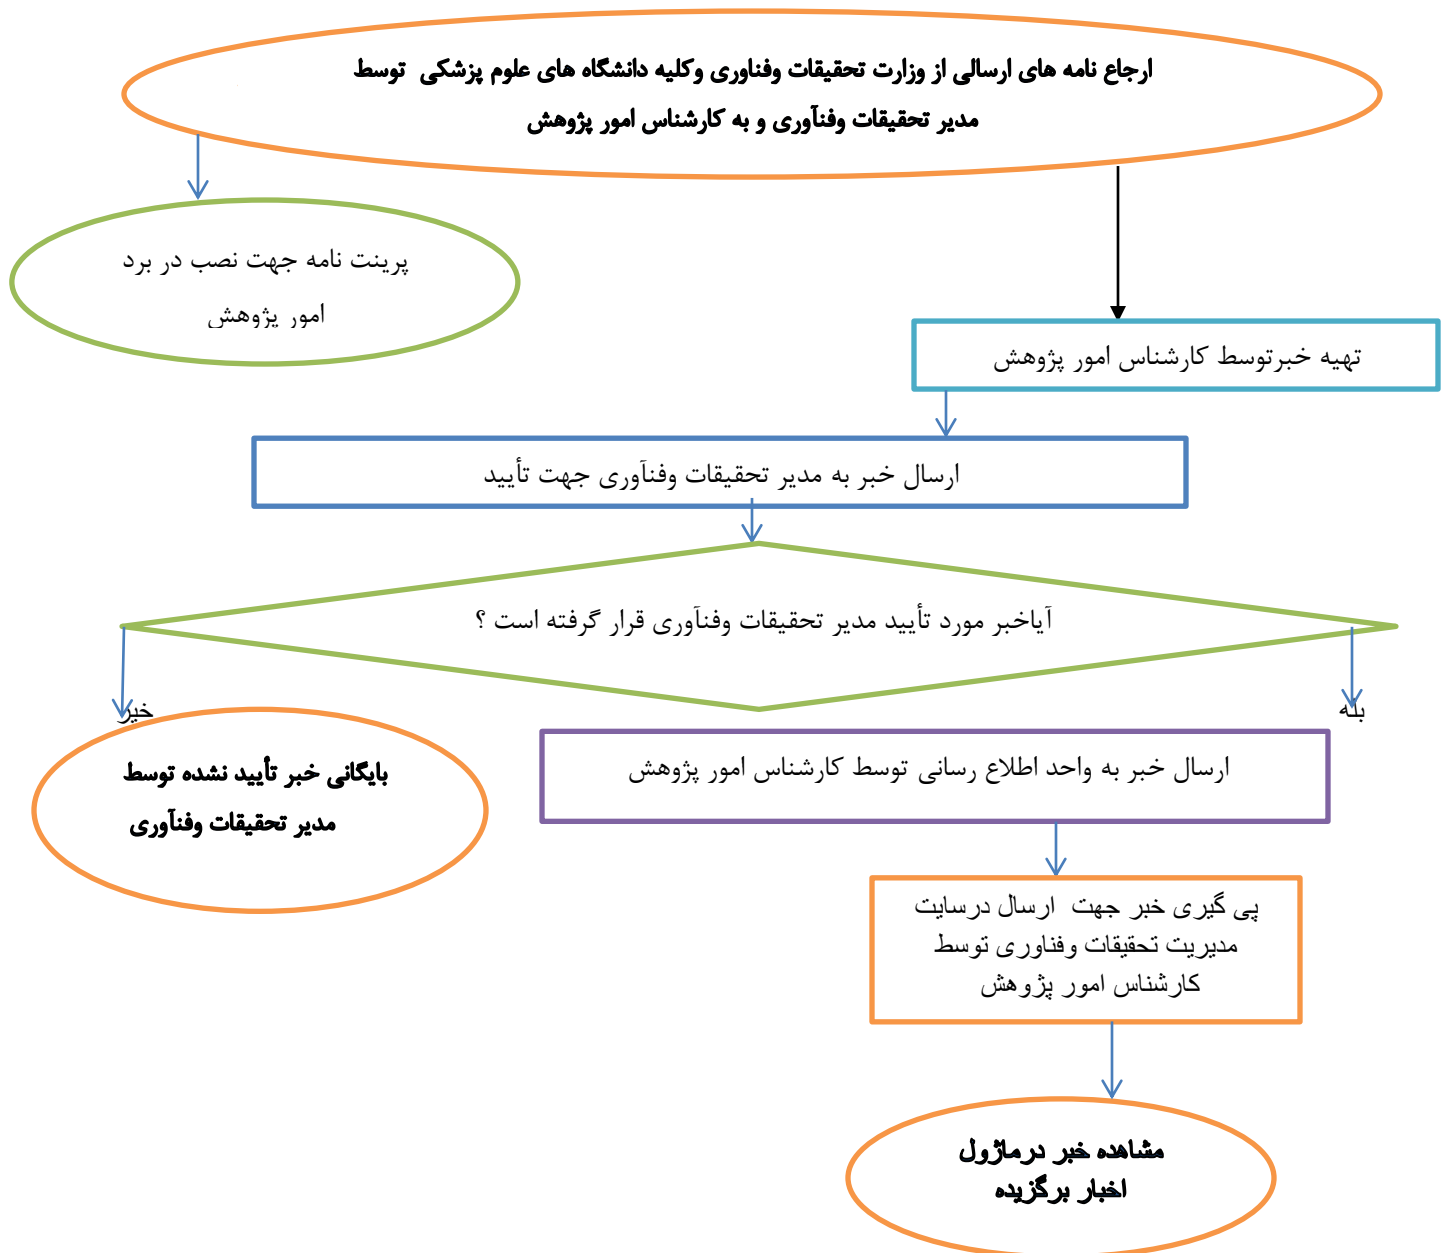 ارجاع نامه های ارسالی از وزارت تحقیقات وفناوری وکلیه دانشگاه های علوم پزشکی توسط
مدیر تحقیقات وفنآوری و به کارشناس امور پژوهش
پرینت نامه جهت نصب در برد
امور پژوهش
تهیه خبرتوسط کارشناس امور پژوهش
ارسال خبر به مدیر تحقیقات وفنآوری جهت تأیید
آیاخبر مورد تأیید مدیر تحقیقات وفنآوری قرار گرفته است ؟
بله
خیر
ارسال خبر به واحد اطلاع رسانی توسط کارشناس امور پژوهش
بایگانی خبر تأیید نشده توسط
مدیر تحقیقات وفنآوری
پی گیری خبر جهت ارسال درسایت
مدیریت تحقیقات وفناوری توسط
کارشناس امور پژوهش
مشاهده خبر درماژول
اخبار برگزیده